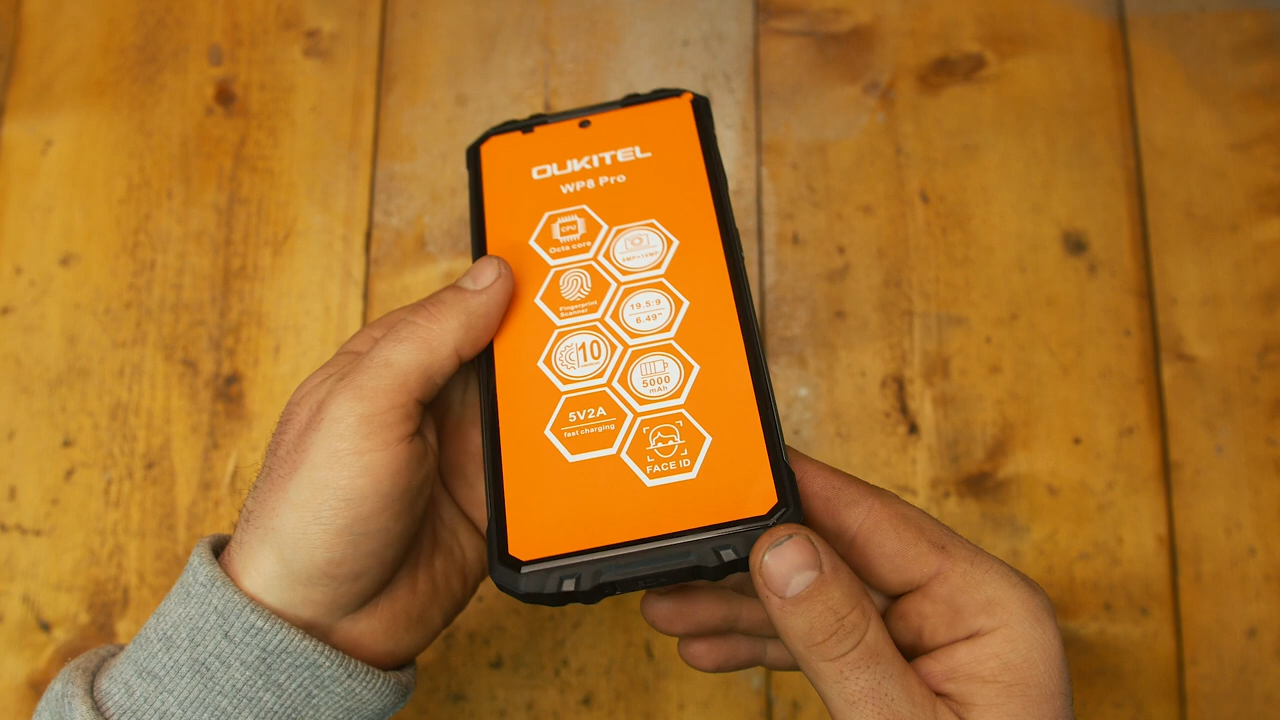 OUKITEL
WP8 Pro
CPU
Octa core
Fingerprint
Scanner
19.5:9
6.49"
10
5000
mAh
5V2A
fast charging
FACE ID